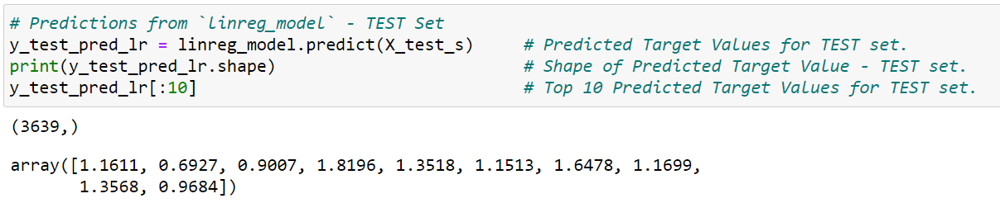 # Predictions from `linreg_model` - TEST Set
y_test_pred_lr = linreg_model.predict(X_test_s)     # Predicted Target Values for TEST set.
print(y_test_pred_lr.shape)                         # Shape of Predicted Target Value - TEST set.
y_test_pred_lr[:10]                                 # Top 10 Predicted Target Values for TEST set.
(3639,)
array([1.1611, 0.6927, 0.9007, 1.8196, 1.3518, 1.1513, 1.6478, 1.1699,
       1.3568, 0.9684])